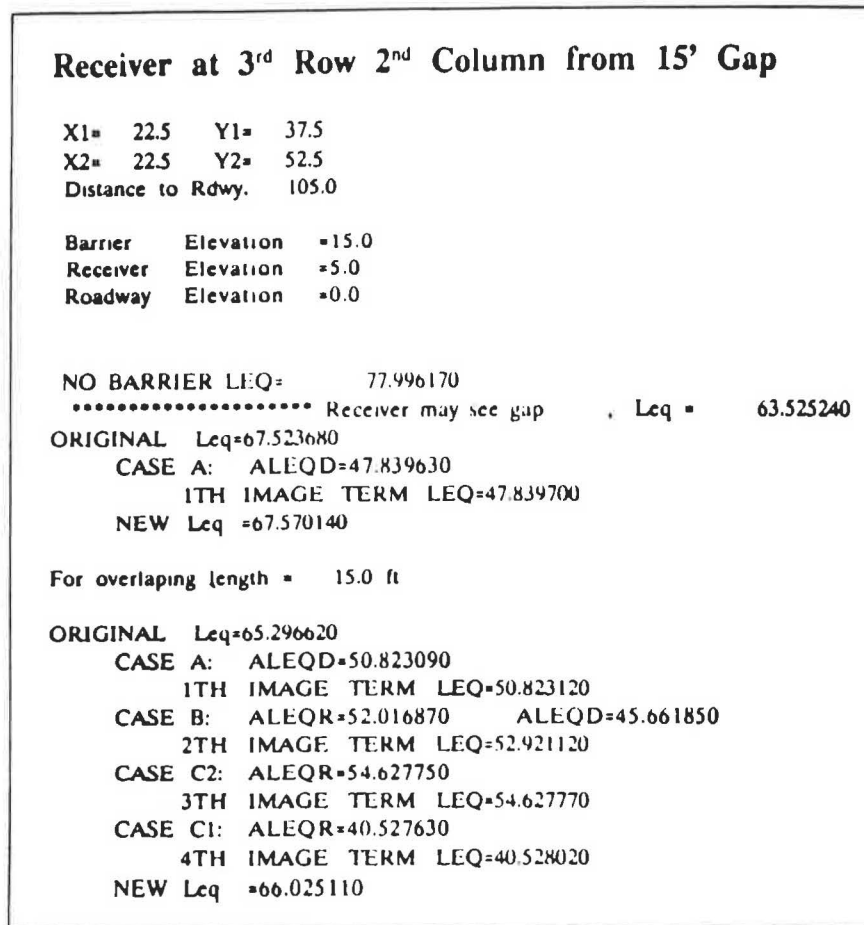 Receiver at 3rd Row 2nd Column from 15' Gap
X1= 22.5 Y1= 37.5
X2= 22.5 Y2= 52.5
Distance to Rdwy. 105.0
Barrier Elevation =15.0
Receiver Elevation =5.0
Roadway Elevation =0.0
NO BARRIER LEQ= 77.996170
********************* Receiver may see gap , Leq = 63.525240
ORIGINAL Leq=67.523680
CASE A: ALEQD=47.839630
1TH IMAGE TERM LEQ=47.839700
NEW Leq =67.570140
For overlaping length = 15.0 ft
ORIGINAL Leq=65.296620
CASE A: ALEQD=50.823090
1TH IMAGE TERM LEQ=50.823120
CASE B: ALEQR=52.016870 ALEQD=45.661850
2TH IMAGE TERM LEQ=52.921120
CASE C2: ALEQR=54.627750
3TH IMAGE TERM LEQ=54.627770
CASE C1: ALEQR=40.527630
4TH IMAGE TERM LEQ=40.528020
NEW Leq =66.025110